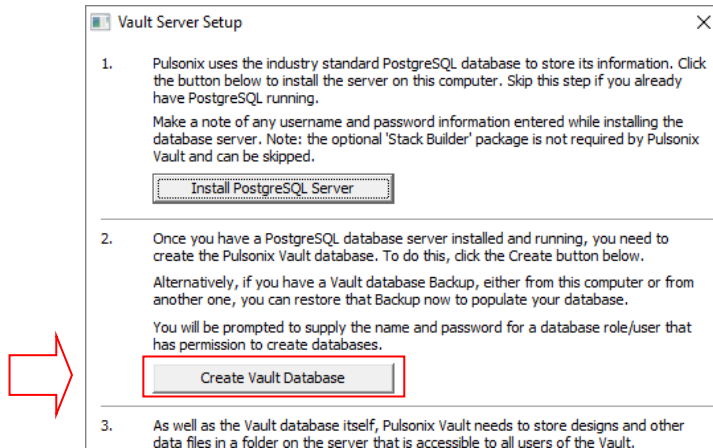 Vault Server Setup
1. Pulsonix uses the industry standard PostgreSQL database to store its information. Click
the button below to install the server on this computer. Skip this step if you already
have PostgreSQL running.
Make a note of any username and password information entered while installing the
database server. Note: the optional 'Stack Builder' package is not required by Pulsonix
Vault and can be skipped.
Install PostgreSQL Server
2. Once you have a PostgreSQL database server installed and running, you need to
create the Pulsonix Vault database. To do this, click the Create button below.
Alternatively, if you have a Vault database Backup, either from this computer or from
another one, you can restore that Backup now to populate your database.
You will be prompted to supply the name and password for a database role/user that
has permission to create databases.
Create Vault Database
3. As well as the Vault database itself, Pulsonix Vault needs to store designs and other
data files in a folder on the server that is accessible to all users of the Vault.